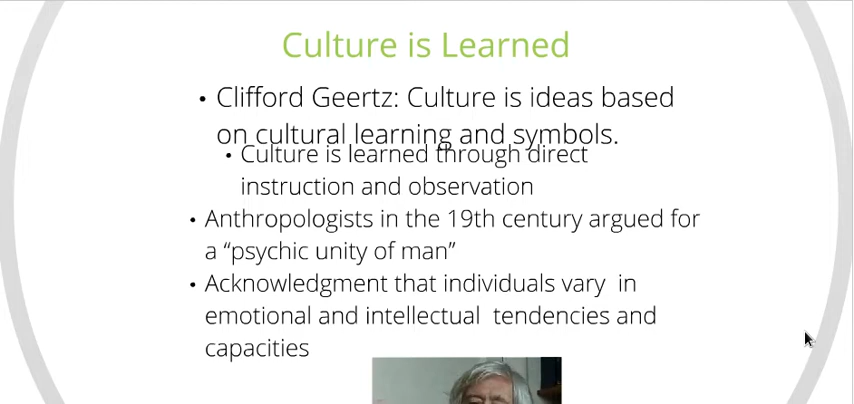 Culture is Learned
• Clifford Geertz: Culture is ideas based
on cultural learning and symbols.
• Culture is learned through direct
instruction and observation
• Anthropologists in the 19th century argued for
a “psychic unity of man”
• Acknowledgment that individuals vary  in
emotional and intellectual  tendencies and
capacities